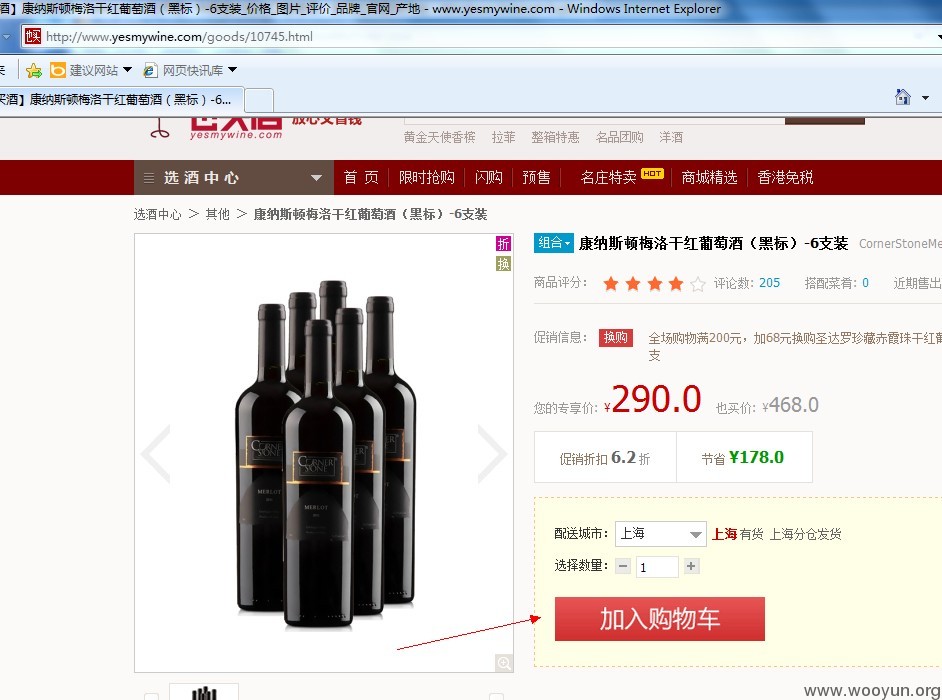 酒】康纳斯顿梅洛干红葡萄酒（黑标）-6支装_价格_图片_评价_品牌_官网_产地 - www.yesmywine.com - Windows Internet Explorer
http://www.yesmywine.com/goods/10745.html
建议网站 网页快讯库
酒】康纳斯顿梅洛干红葡萄酒（黑标）-6...
yesmywine.com
黄金天使香槟 拉菲 整箱特惠 名品团购 洋酒
选酒中心 首 页 限时抢购 闪购 预售 名庄特卖 HOT 商城精选 香港免税
选酒中心 > 其他 > 康纳斯顿梅洛干红葡萄酒（黑标）-6支装
折
换
组合 康纳斯顿梅洛干红葡萄酒（黑标）-6支装 CornerStoneMe
商品评分： 评论数: 205 搭配菜肴: 0 近期售出
促销信息： 换购 全场购物满200元，加68元换购圣达罗珍藏赤霞珠干红葡
支
您的专享价: ¥290.0 也买价: ¥468.0
促销折扣 6.2 折 节省 ¥178.0
CORNER STONE
MERLOT
CORNER STONE
MERLOT
配送城市： 上海 上海 有货 上海分仓发货
选择数量： − 1 +
加入购物车
www.wooyun.org